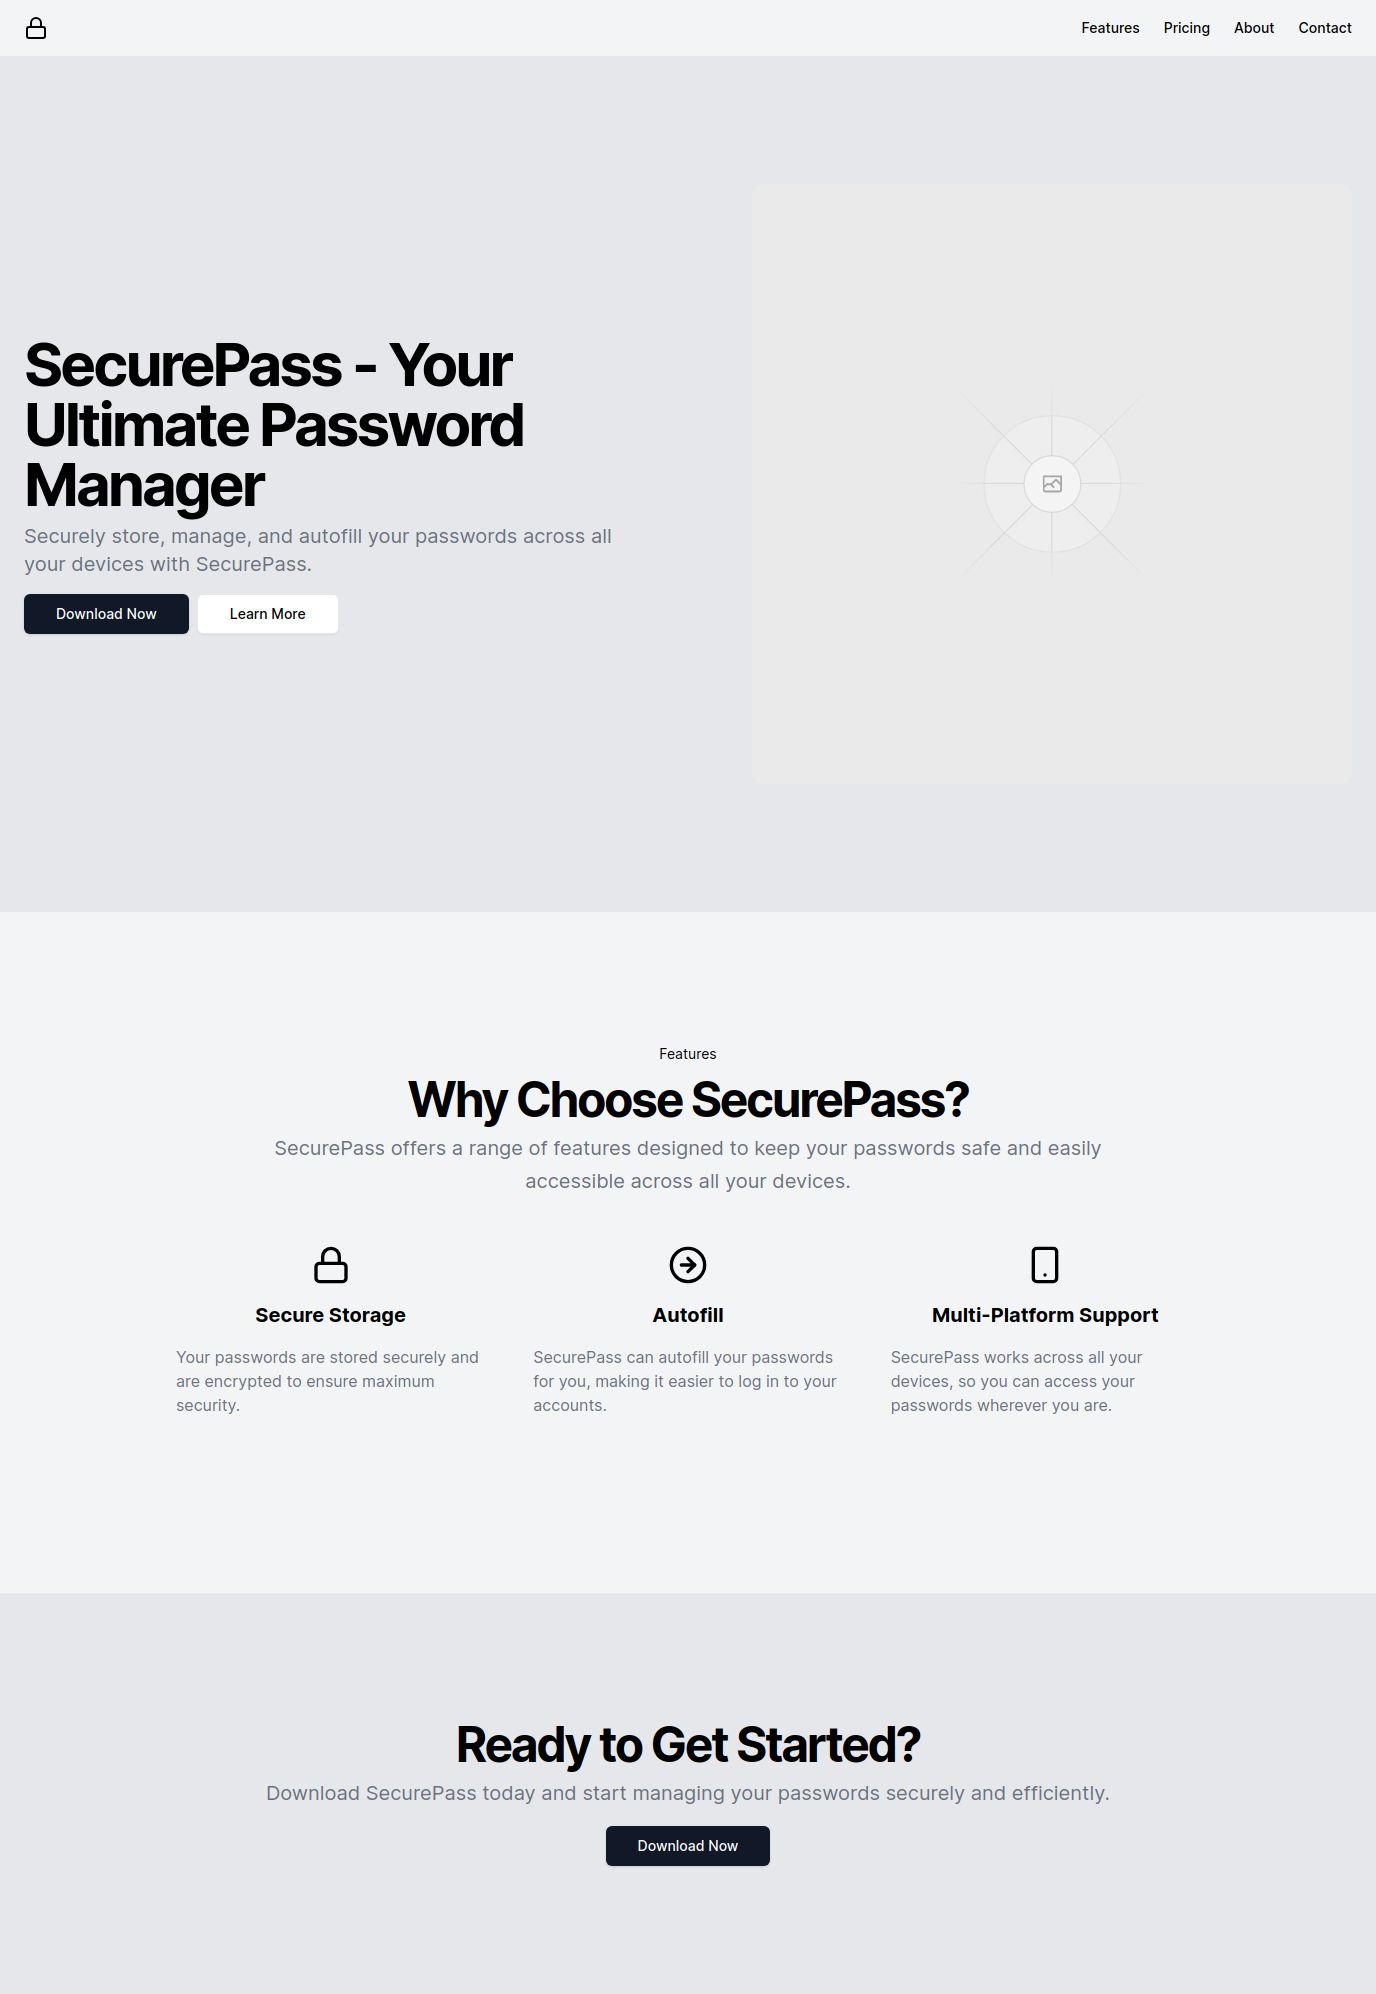 Features Pricing About Contact
SecurePass - Your
Ultimate Password
Manager
Securely store, manage, and autofill your passwords across all
your devices with SecurePass.
Download Now Learn More
Features
Why Choose SecurePass?
SecurePass offers a range of features designed to keep your passwords safe and easily
accessible across all your devices.
Secure Storage
Your passwords are stored securely and
are encrypted to ensure maximum
security.
Autofill
SecurePass can autofill your passwords
for you, making it easier to log in to your
accounts.
Multi-Platform Support
SecurePass works across all your
devices, so you can access your
passwords wherever you are.
Ready to Get Started?
Download SecurePass today and start managing your passwords securely and efficiently.
Download Now